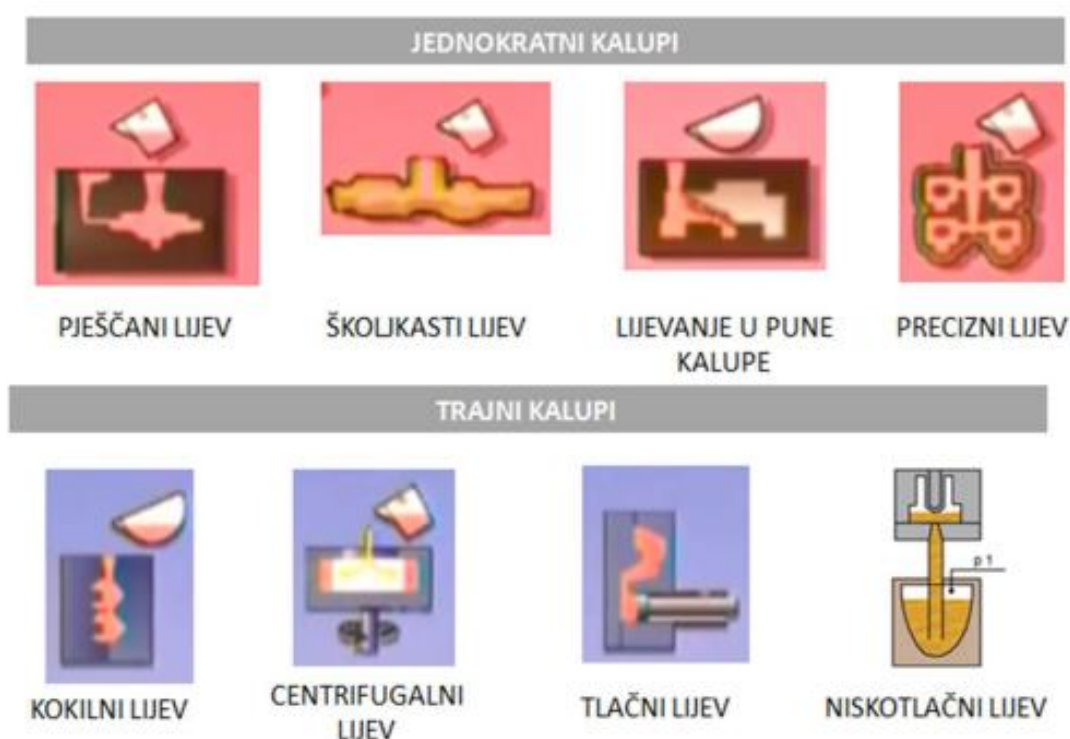 JEDNOKRATNI KALUPI
PJEŠČANI LIJEV
ŠKOLJKASTI LIJEV
LIJEVANJE U PUNE
KALUPE
PRECIZNI LIJEV
TRAJNI KALUPI
p 1
KOKILNI LIJEV
CENTRIFUGALNI
LIJEV
TLAČNI LIJEV
NISKOTLAČNI LIJEV